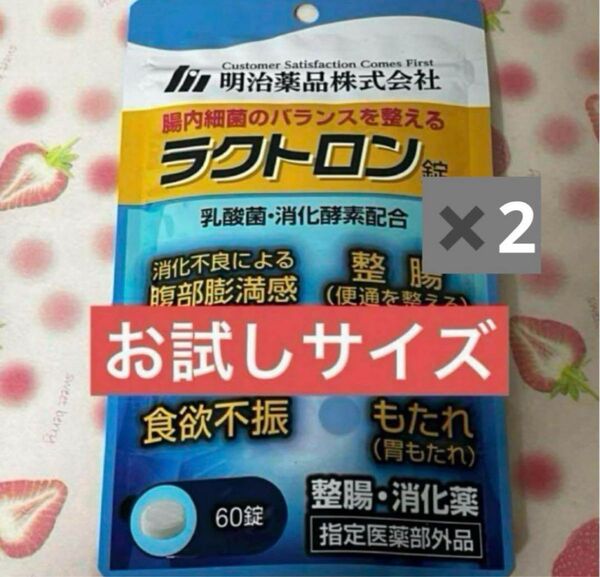 Customer Satisfaction Comes First
明治薬品株式会社
腸内細菌のバランスを整える
ラクトロン錠
乳酸菌・消化酵素配合
✖2
消化不良による
腹部膨満感
整腸
(便通を整える)
お試しサイズ
食欲不振
もたれ
(胃もたれ)
60錠
整腸・消化薬
指定医薬部外品
sweet berry